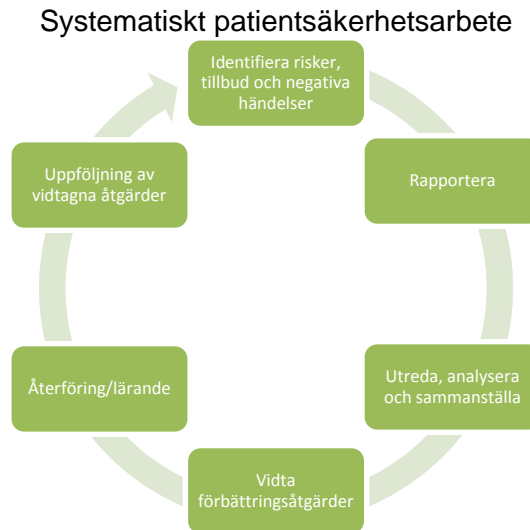 Systematiskt patientsäkerhetsarbete
Identifiera risker,
tillbud och negativa
händelser
Rapportera
Utreda, analysera
och sammanställa
Vidta
förbättringsåtgärder
Återföring/lärande
Uppföljning av
vidtagna åtgärder